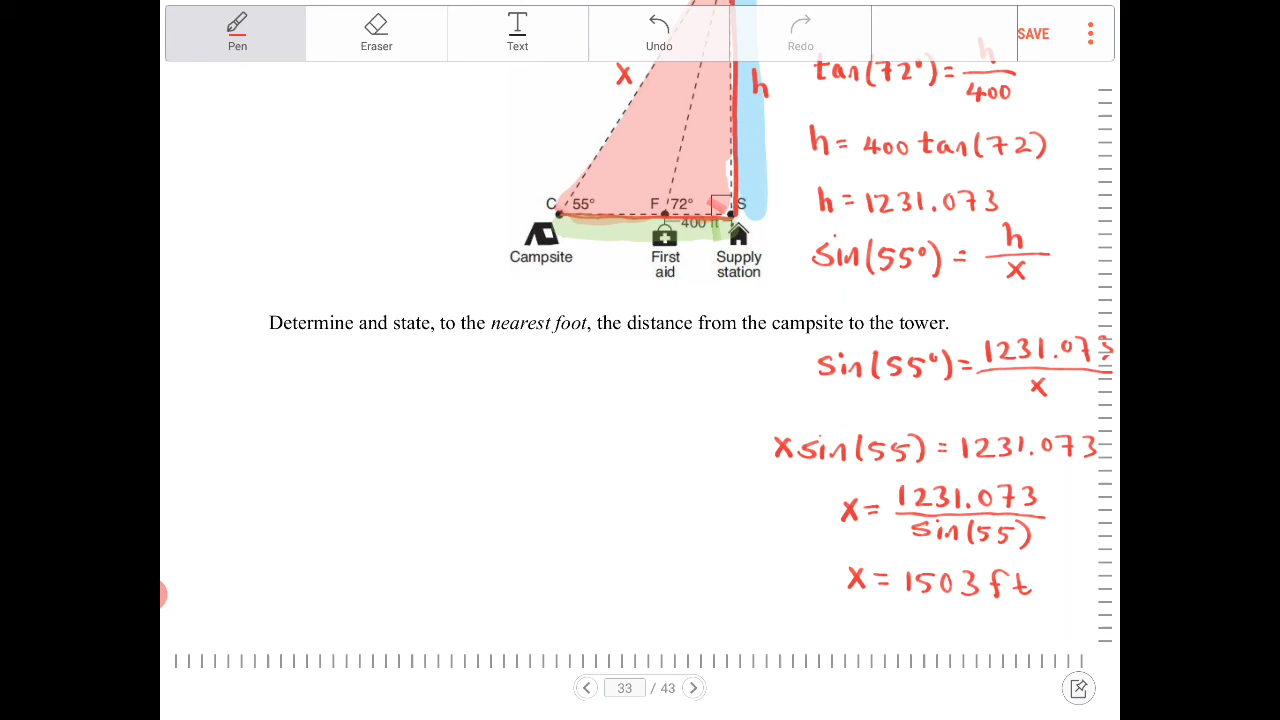 Pen
Eraser
Text
Undo
Redo
SAVE
x
h
C 55° F 72° S
400 ft
Campsite
First aid
Supply station
tan(72°) = h/400
h = 400 tan(72)
h = 1231.073
sin(55°) = h/x
Determine and state, to the nearest foot, the distance from the campsite to the tower.
sin(55°) = 1231.073/x
x sin(55) = 1231.073
x = 1231.073/sin(55)
x = 1503 ft
33 / 43